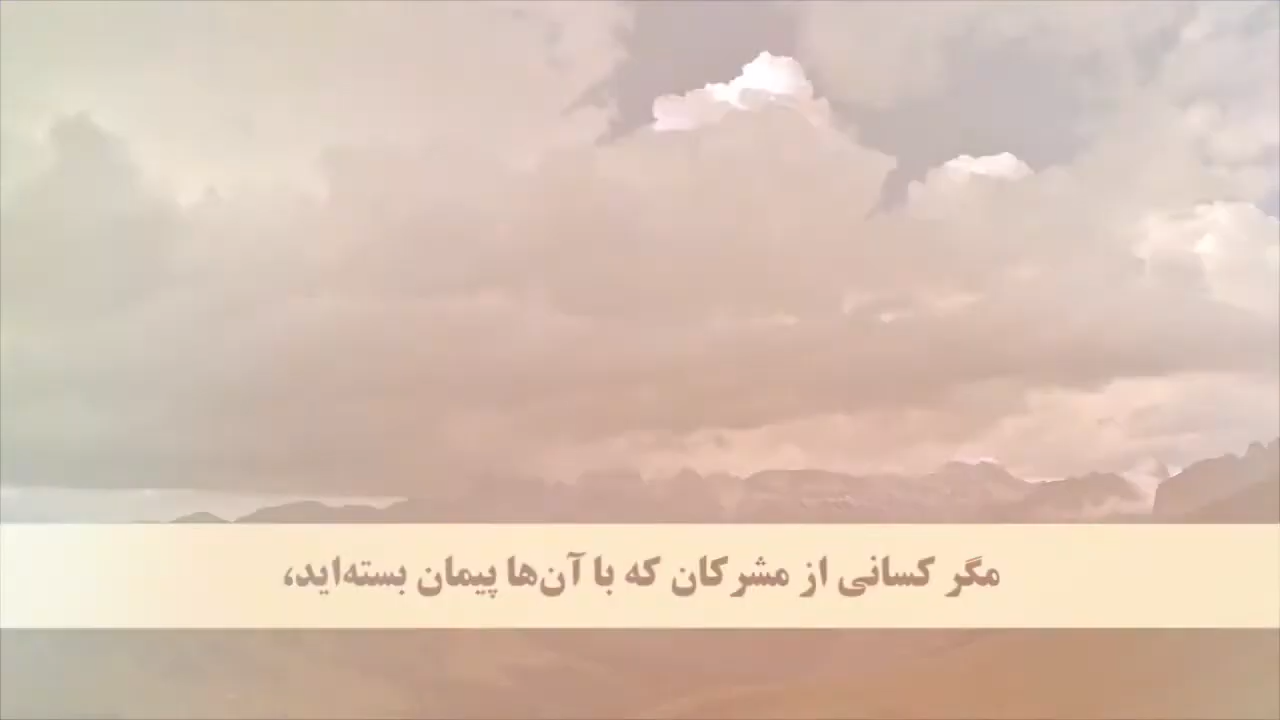 مگر کسانی از مشرکان که با آن‌ها پیمان بسته‌اید،